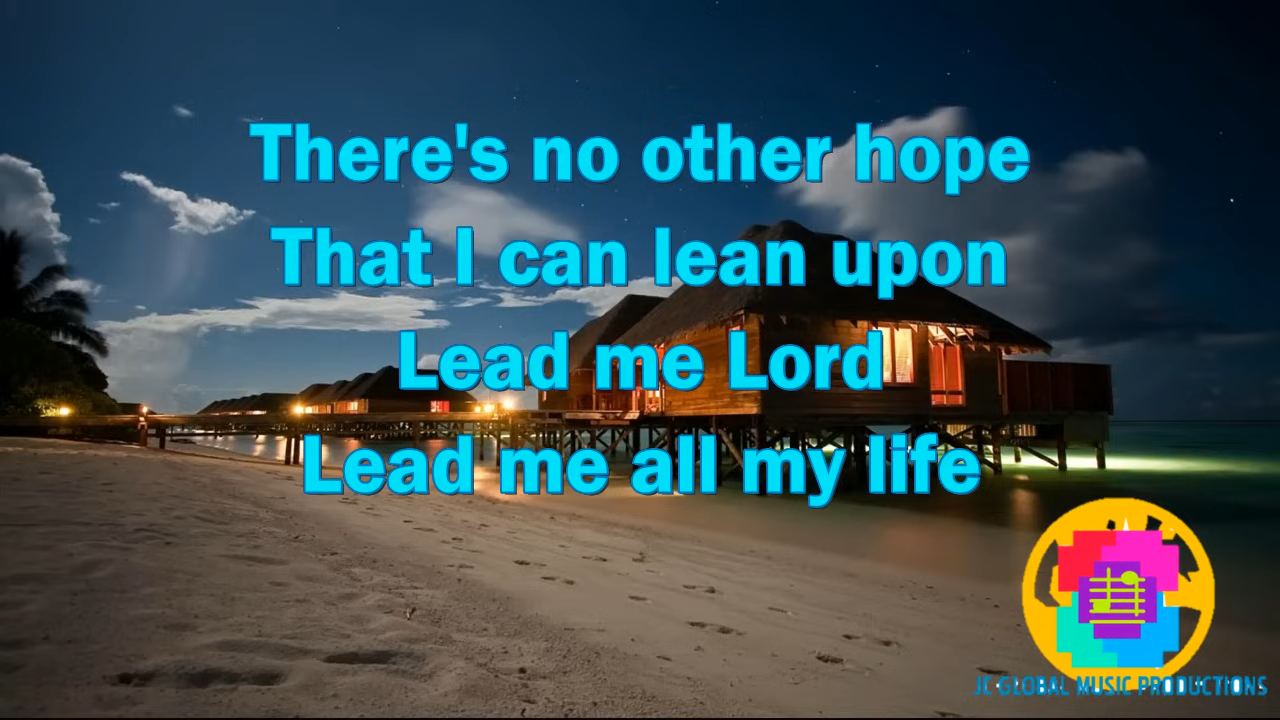 There's no other hope
That I can lean upon
Lead me Lord
Lead me all my life
JC GLOBAL MUSIC PRODUCTIONS